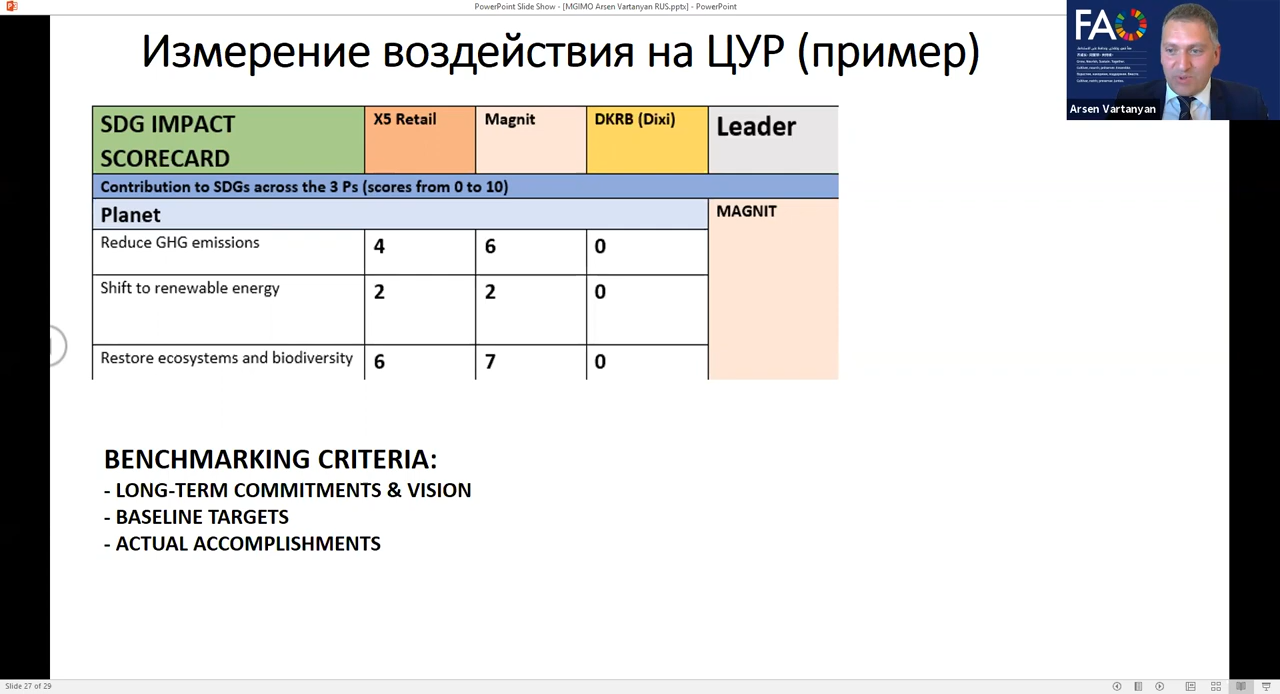 PowerPoint Slide Show - [MGIMO Arsen Vartanyan RUS.pptx] - PowerPoint
Измерение воздействия на ЦУР (пример)
FAO
Arsen Vartanyan
SDG IMPACT
SCORECARD
X5 Retail
Magnit
DKRB (Dixi)
Leader
Contribution to SDGs across the 3 Ps (scores from 0 to 10)
Planet
MAGNIT
Reduce GHG emissions
4
6
0
Shift to renewable energy
2
2
0
Restore ecosystems and biodiversity
6
7
0
BENCHMARKING CRITERIA:
- LONG-TERM COMMITMENTS & VISION
- BASELINE TARGETS
- ACTUAL ACCOMPLISHMENTS
Slide 27 of 29